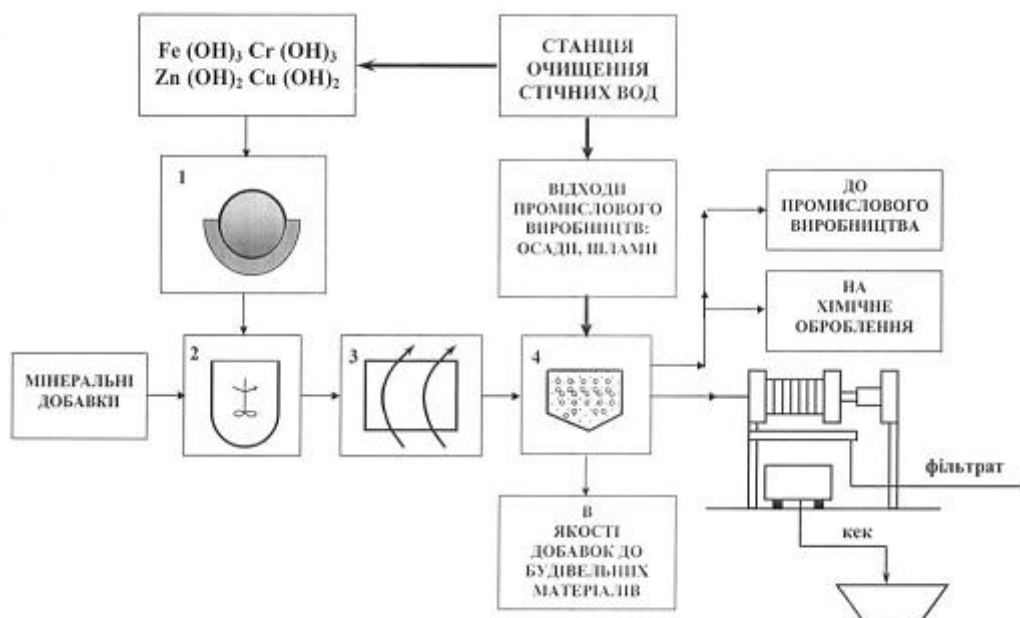 Fe (OH)₃ Cr (OH)₃
Zn (OH)₂ Cu (OH)₂
СТАНЦІЯ
ОЧИЩЕННЯ
СТІЧНИХ ВОД
1
ВІДХОДИ
ПРОМИСЛОВОГО
ВИРОБНИЦТВ:
ОСАДИ, ШЛАМИ
ДО
ПРОМИСЛОВОГО
ВИРОБНИЦТВА
НА
ХІМІЧНЕ
ОБРОБЛЕННЯ
МІНЕРАЛЬНІ
ДОБАВКИ
2
3
4
фільтрат
кек
В
ЯКОСТІ
ДОБАВОК ДО
БУДІВЕЛЬНИХ
МАТЕРІАЛІВ